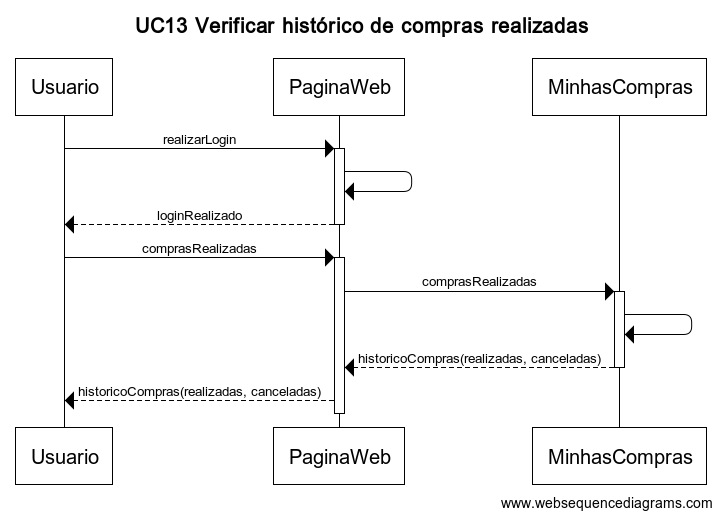 UC13 Verificar histórico de compras realizadas
Usuario
PaginaWeb
MinhasCompras
realizarLogin
loginRealizado
comprasRealizadas
comprasRealizadas
historicoCompras(realizadas, canceladas)
historicoCompras(realizadas, canceladas)
Usuario
PaginaWeb
MinhasCompras
www.websequencediagrams.com